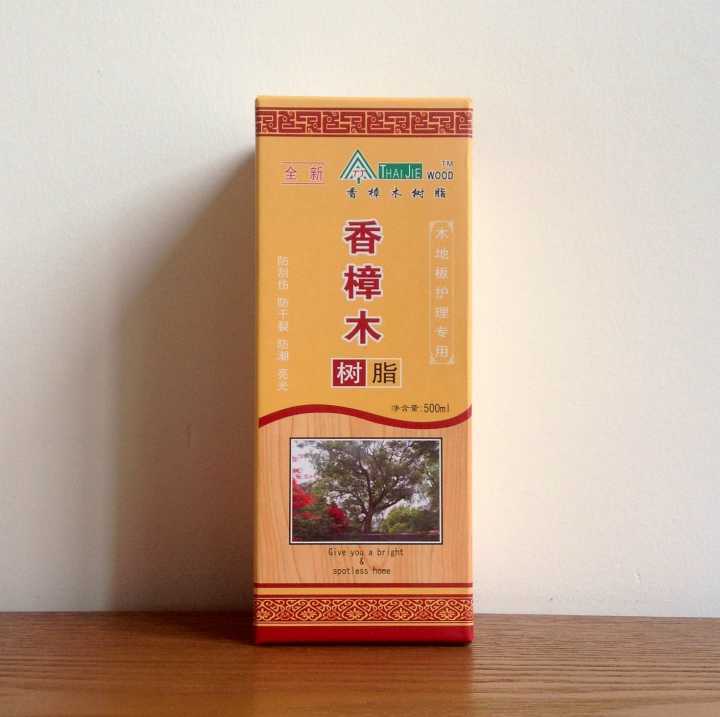 全新
THAI JIE WOOD TM
香樟木树脂
香樟木
树脂
木地板护理专用
防刮伤 防干裂 防潮 亮光
净含量:500ml
Give you a bright
&
spotless home